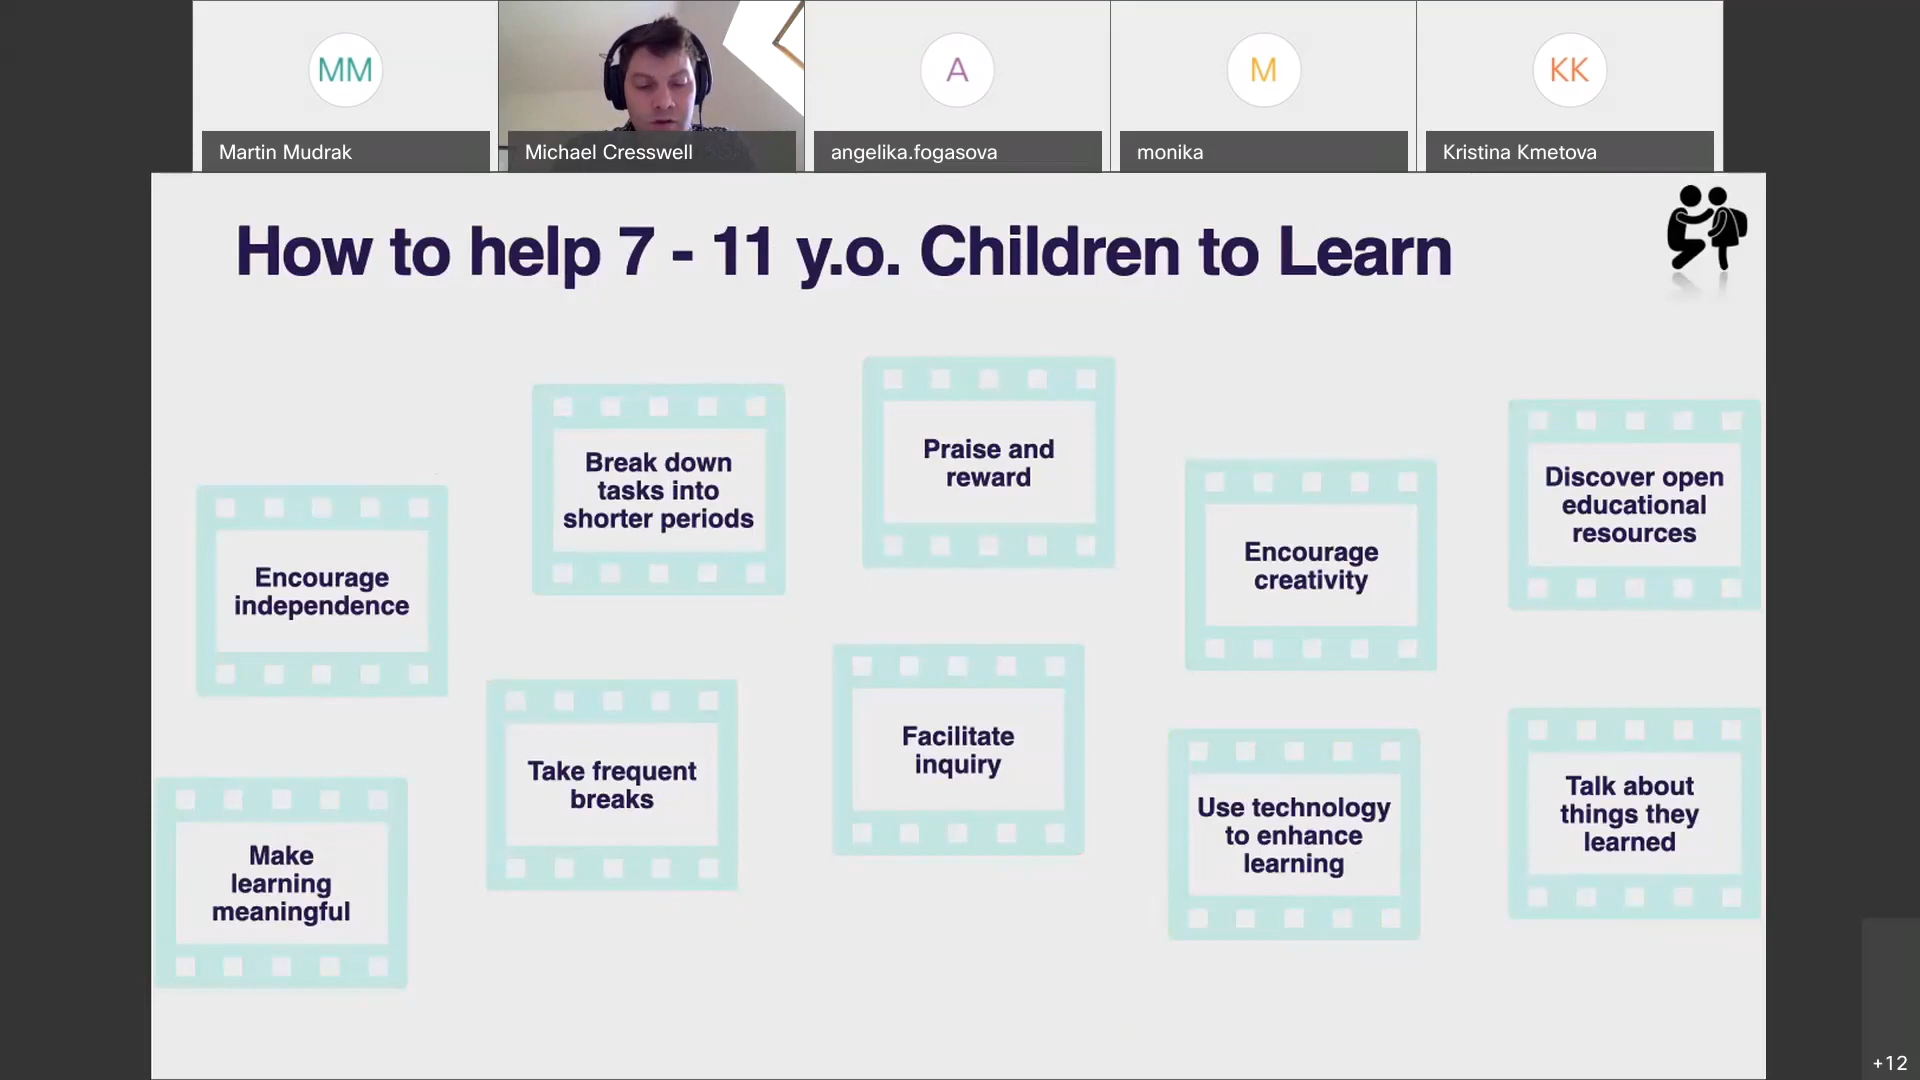 MM
Martin Mudrak
Michael Cresswell
A
angelika.fogasova
M
monika
KK
Kristina Kmetova
How to help 7 - 11 y.o. Children to Learn
Encourage
independence
Break down
tasks into
shorter periods
Praise and
reward
Encourage
creativity
Discover open
educational
resources
Make
learning
meaningful
Take frequent
breaks
Facilitate
inquiry
Use technology
to enhance
learning
Talk about
things they
learned
+12